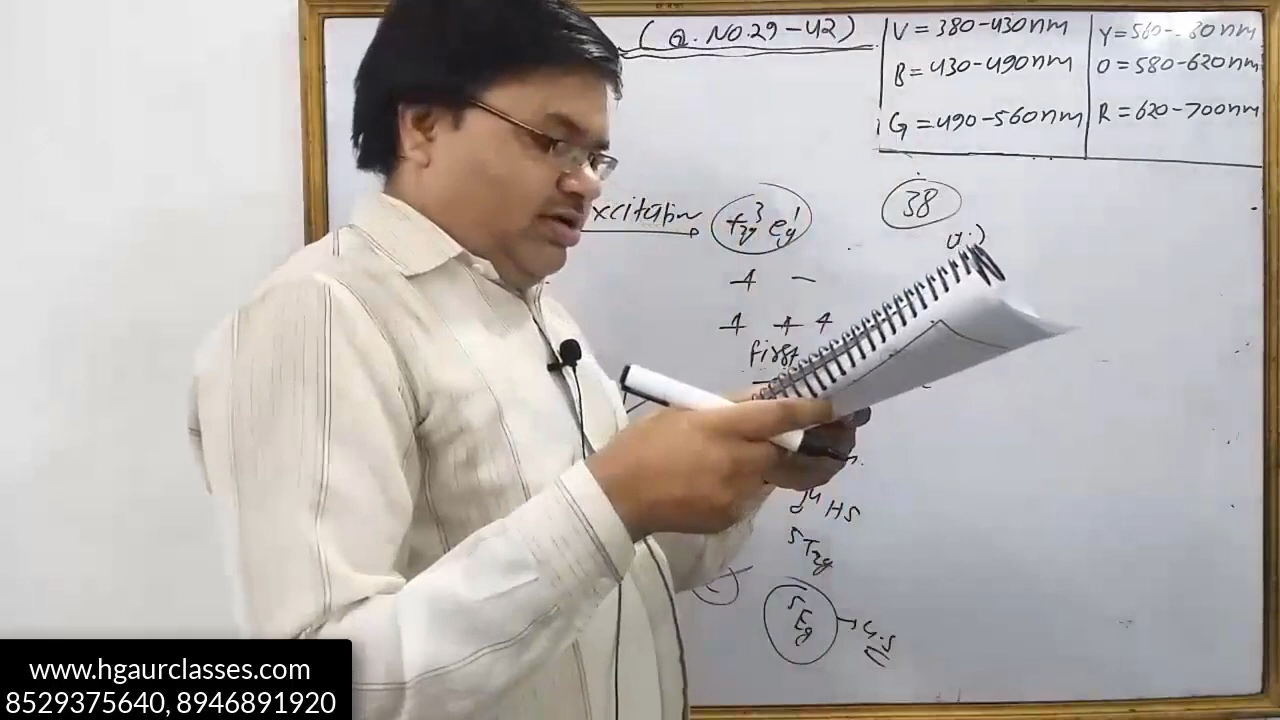 (Q. NO. 29-42)
V = 380-430nm
B = 430-490nm
G = 490-560nm
O = 580-620nm
R = 620-700nm
t₂g³ eg¹
38
first
d⁴ HS
⁵T₂g
⁵Eg → G.S
www.hgaurclasses.com
8529375640, 8946891920